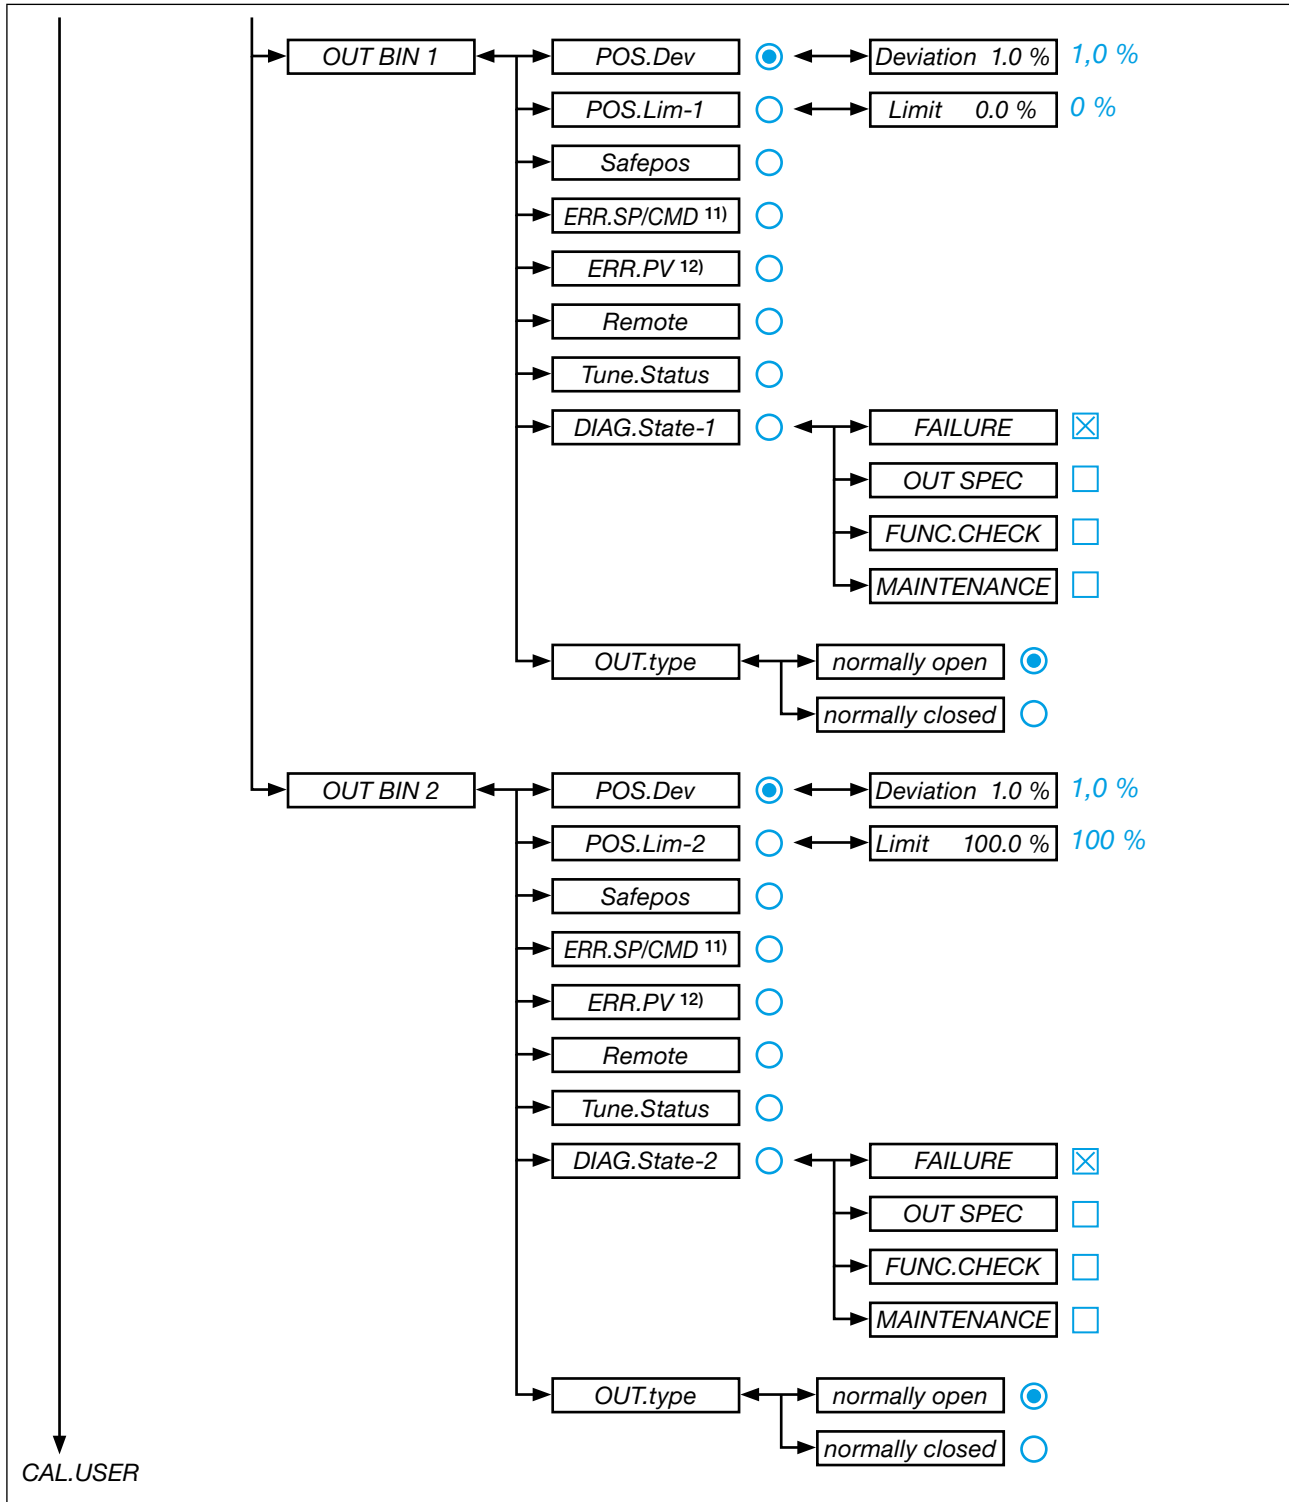 OUT BIN 1
POS.Dev
Deviation 1.0 %
1,0 %
POS.Lim-1
Limit 0.0 %
0 %
Safepos
ERR.SP/CMD 11)
ERR.PV 12)
Remote
Tune.Status
DIAG.State-1
FAILURE
OUT SPEC
FUNC.CHECK
MAINTENANCE
OUT.type
normally open
normally closed
OUT BIN 2
POS.Dev
Deviation 1.0 %
1,0 %
POS.Lim-2
Limit 100.0 %
100 %
Safepos
ERR.SP/CMD 11)
ERR.PV 12)
Remote
Tune.Status
DIAG.State-2
FAILURE
OUT SPEC
FUNC.CHECK
MAINTENANCE
OUT.type
normally open
normally closed
CAL.USER